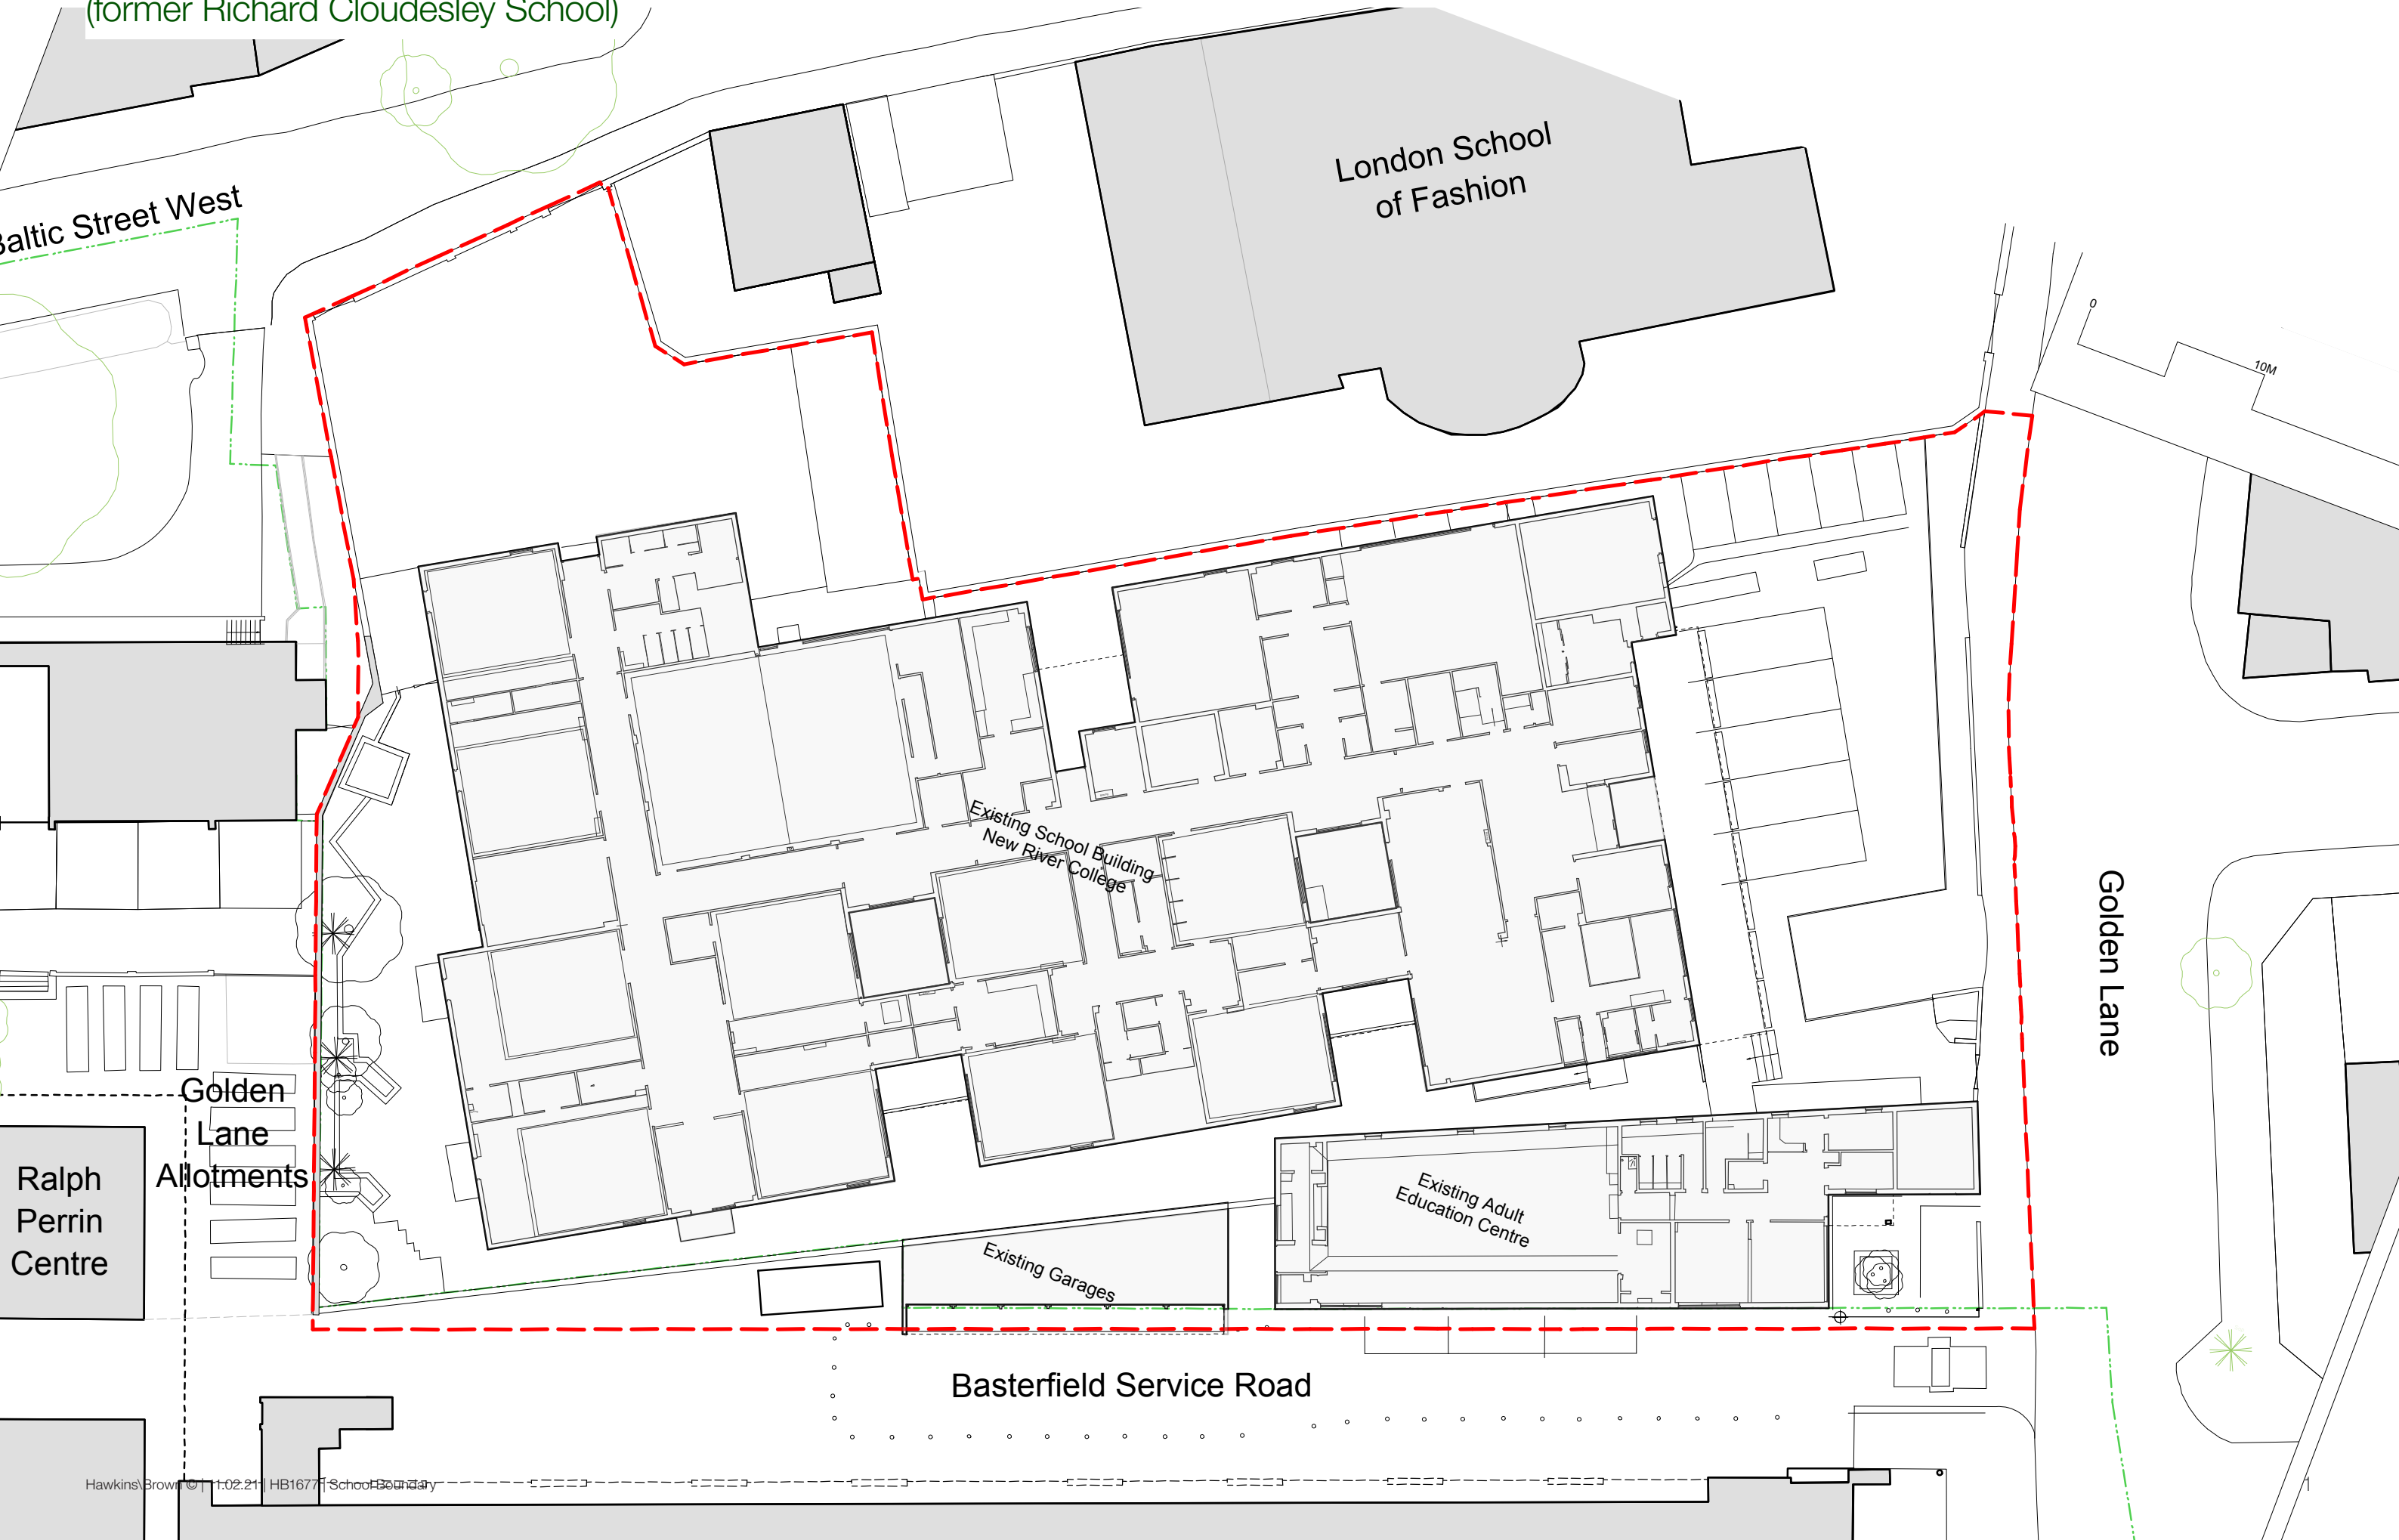 (former Richard Cloudesley School)
Baltic Street West
London School
of Fashion
0
10M
Existing School Building
New River College
Golden Lane
Golden
Lane
Allotments
Ralph
Perrin
Centre
Existing Adult
Education Centre
Existing Garages
Basterfield Service Road
Hawkins\Brown © | 11.02.21 | HB1677 | School Boundary
1